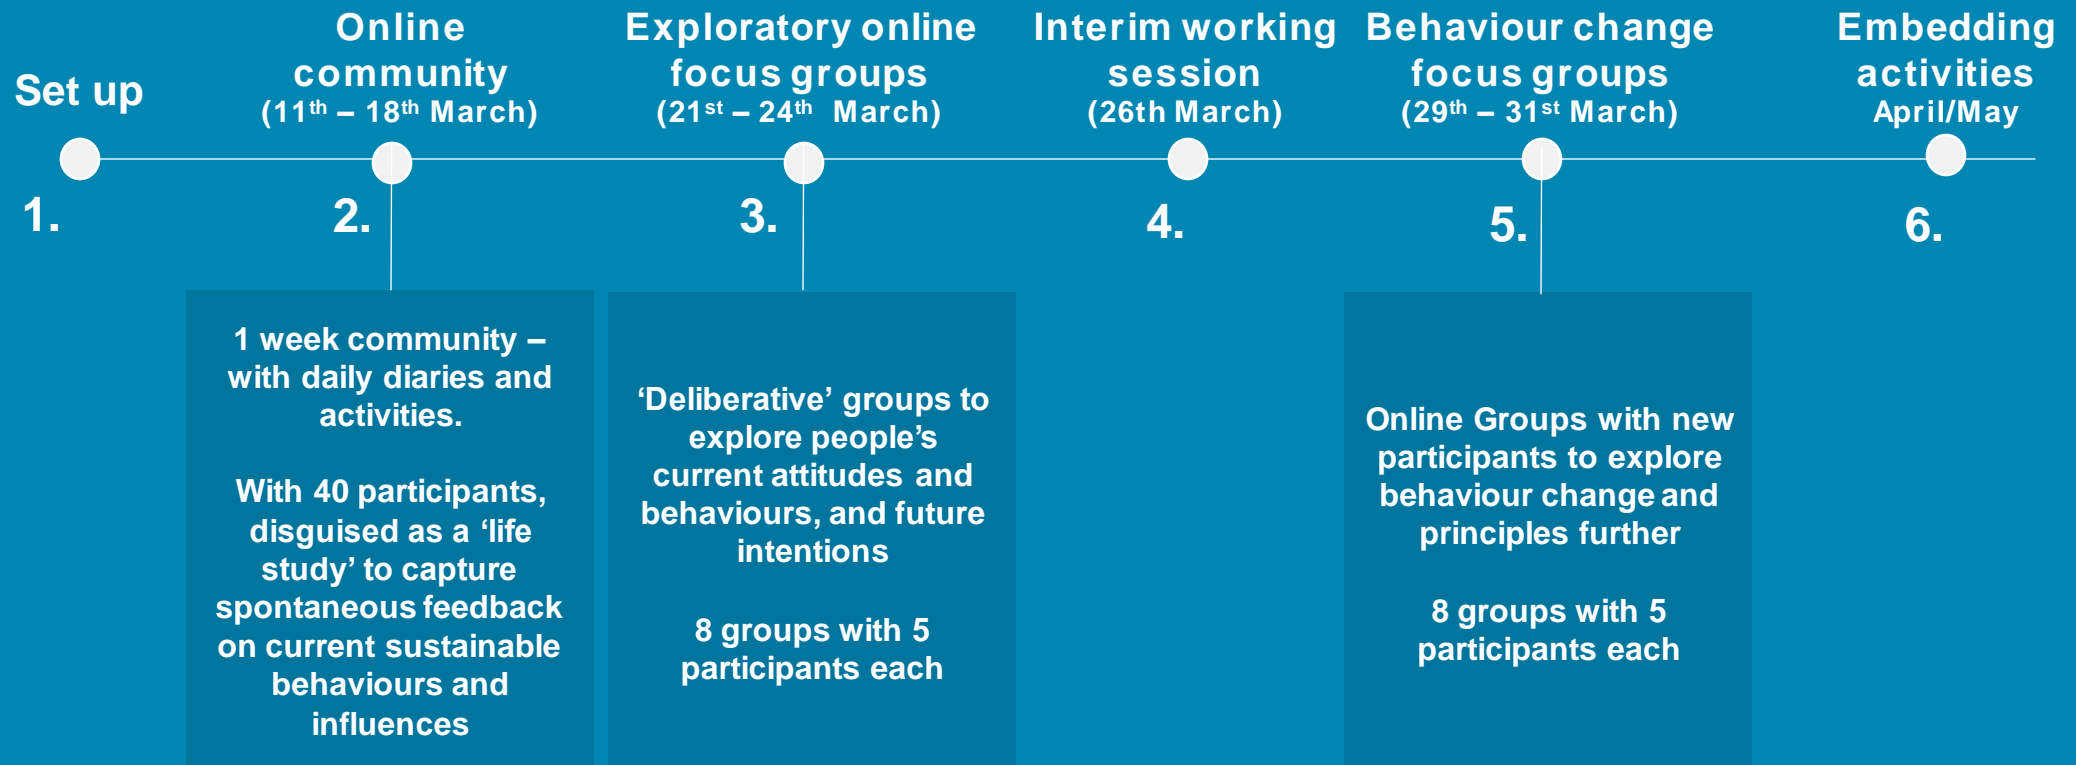 Set up
1.
Online
community
(11th – 18th March)
2.
1 week community –
with daily diaries and
activities.
With 40 participants,
disguised as a ‘life
study’ to capture
spontaneous feedback
on current sustainable
behaviours and
influences
Exploratory online
focus groups
(21st – 24th March)
3.
‘Deliberative’ groups to
explore people’s
current attitudes and
behaviours, and future
intentions
8 groups with 5
participants each
Interim working
session
(26th March)
4.
Behaviour change
focus groups
(29th – 31st March)
5.
Online Groups with new
participants to explore
behaviour change and
principles further
8 groups with 5
participants each
Embedding
activities
April/May
6.